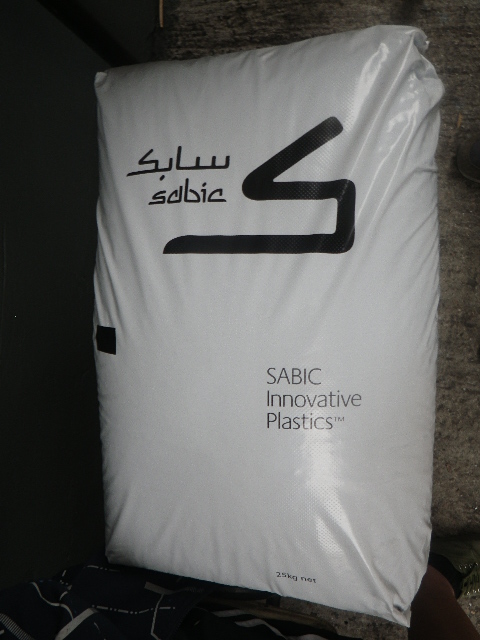 سابك
sabic
SABIC
Innovative
Plastics™
25kg net